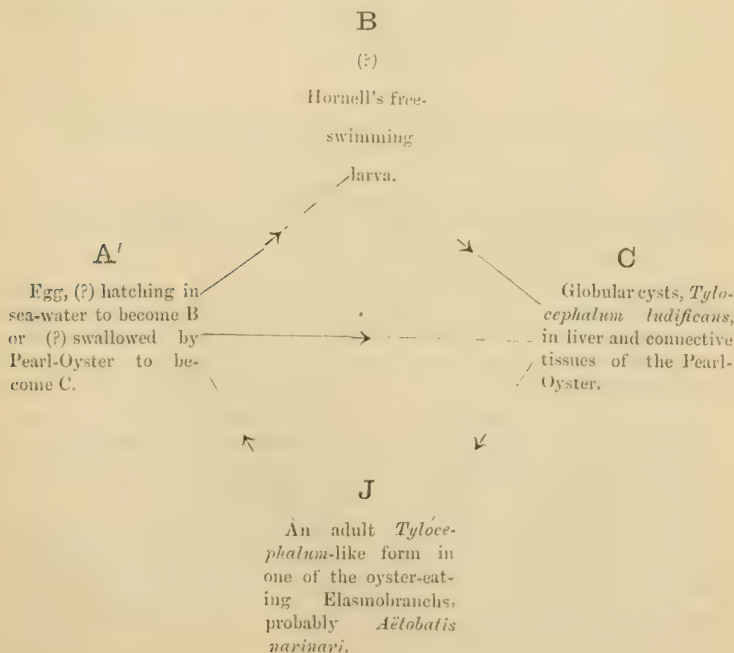 B
(?)
Hornell's free-
swimming
larva.
A′
Egg, (?) hatching in
sea-water to become B
or (?) swallowed by
Pearl-Oyster to be-
come C.
C
Globular cysts, Tylo-
cephalum ludificans,
in liver and connective
tissues of the Pearl-
Oyster.
J
An adult Tyloce-
phalum-like form in
one of the oyster-eat-
ing Elasmobranchs,
probably Aëtobatis
narinari.